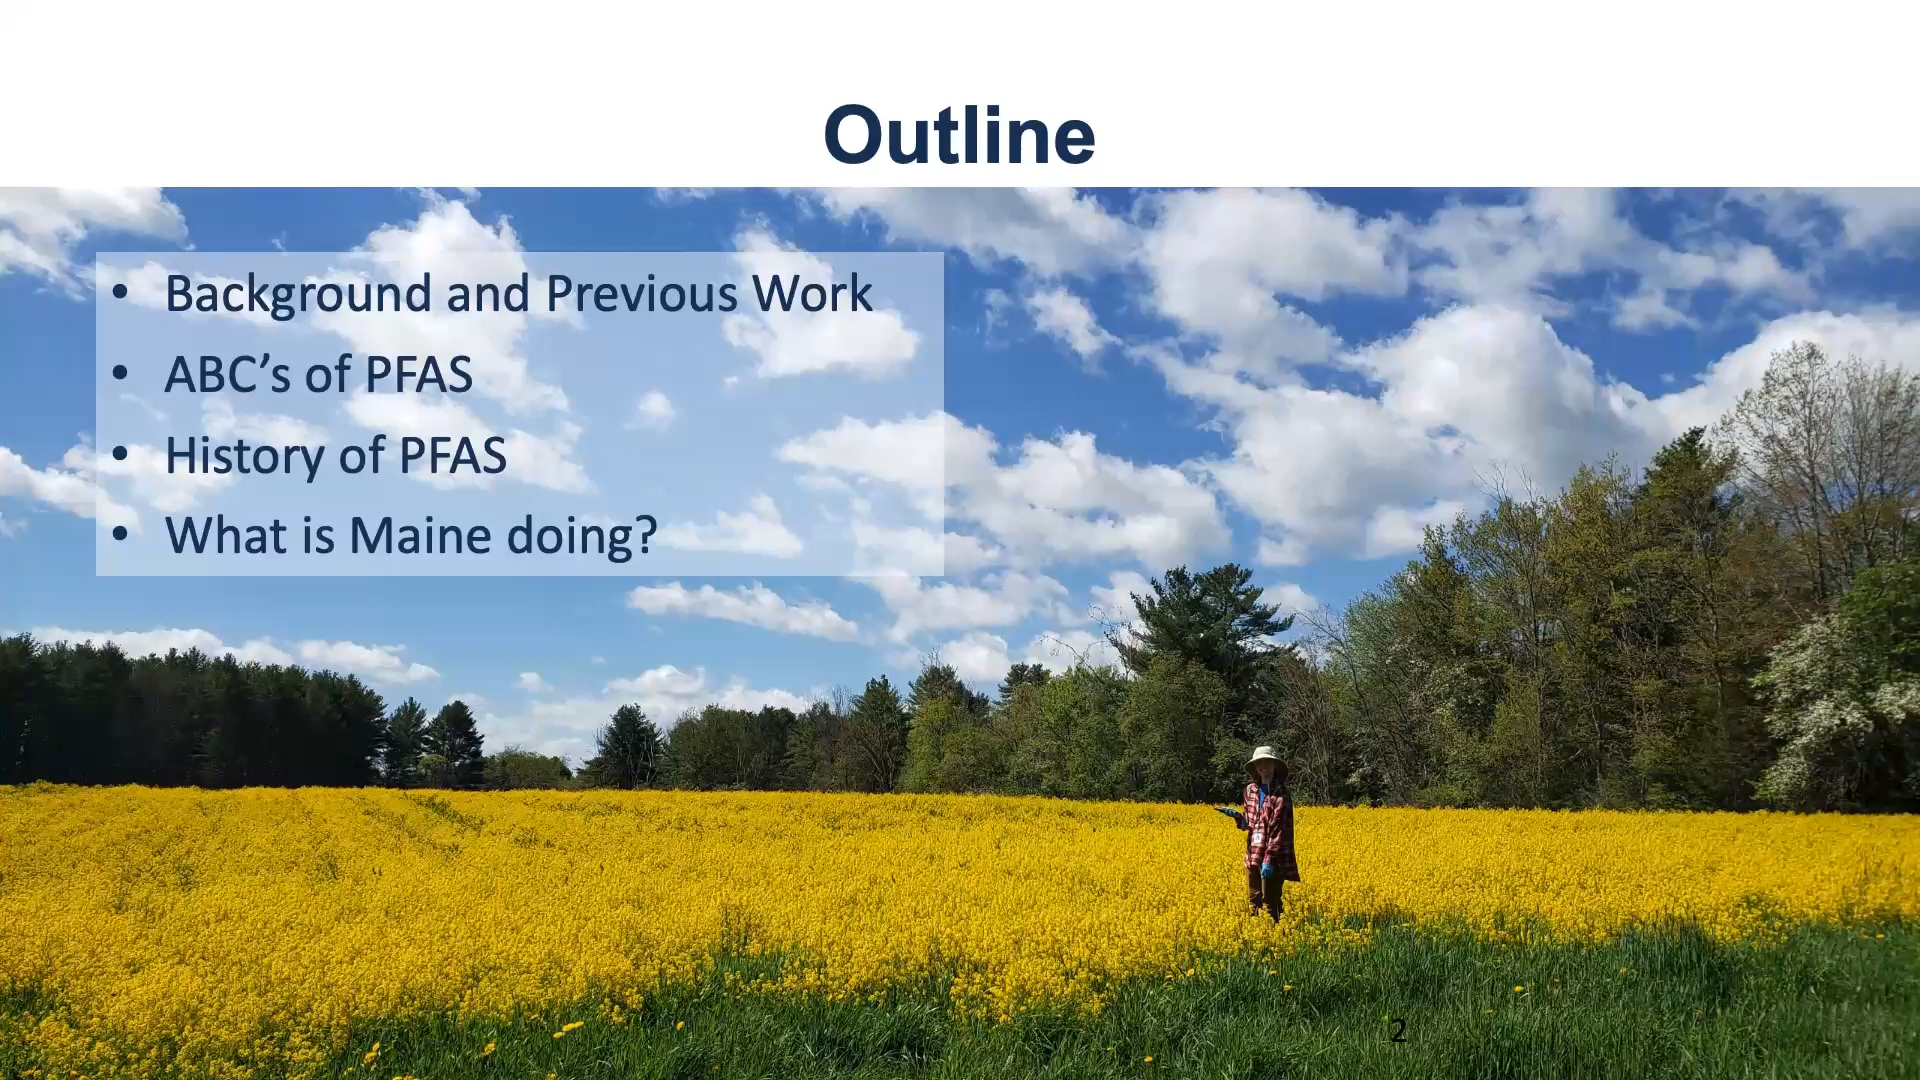 Outline
• Background and Previous Work
• ABC’s of PFAS
• History of PFAS
• What is Maine doing?
2